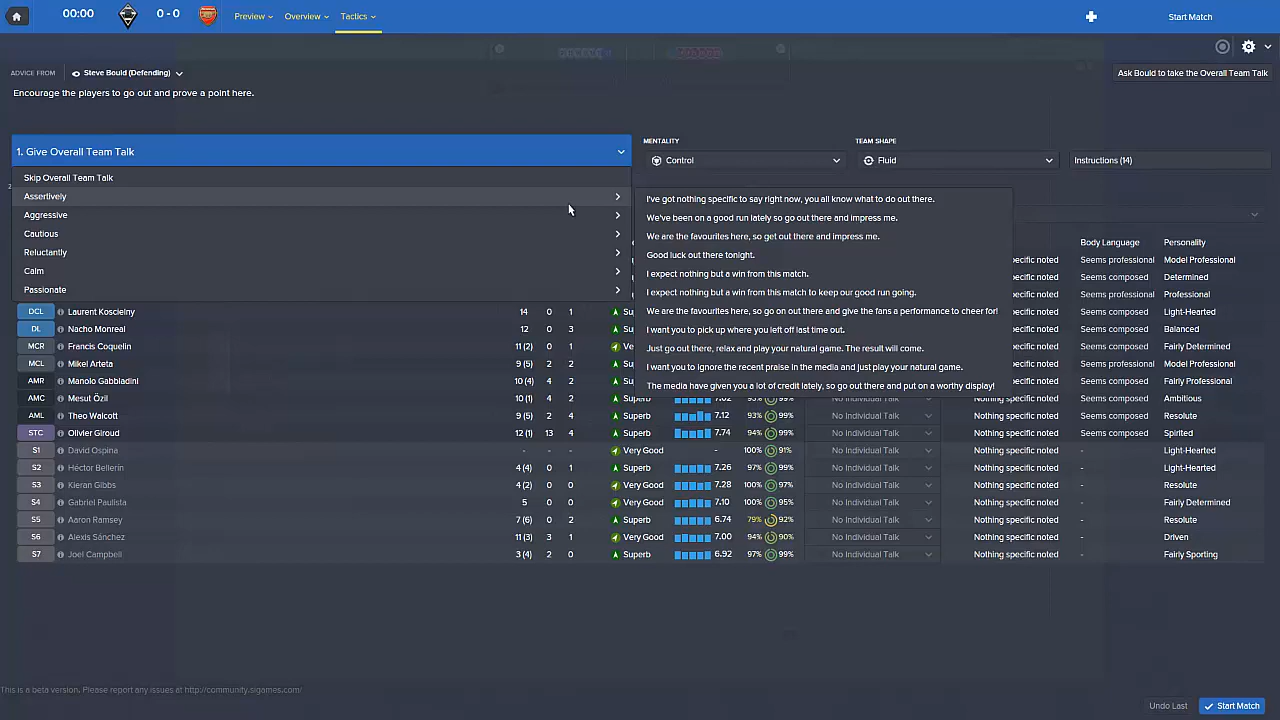 00:00 0 - 0 Preview Overview Tactics Start Match
ADVICE FROM Steve Bould (Defending) Ask Bould to take the Overall Team Talk
Encourage the players to go out and prove a point here.
1. Give Overall Team Talk
MENTALITY TEAM SHAPE
Control Fluid Instructions (14)
Skip Overall Team Talk
Assertively
Aggressive
Cautious
Reluctantly
Calm
Passionate
I've got nothing specific to say right now, you all know what to do out there.
We've been on a good run lately so go out there and impress me.
We are the favourites here, so get out there and impress me.
Good luck out there tonight.
I expect nothing but a win from this match.
I expect nothing but a win from this match to keep our good run going.
We are the favourites here, so go on out there and give the fans a performance to cheer for!
I want you to pick up where you left off last time out.
Just go out there, relax and play your natural game. The result will come.
I want you to ignore the recent praise in the media and just play your natural game.
The media have given you a lot of credit lately, so go out there and put on a worthy display!
Body Language Personality
noted Seems professional Model Professional
noted Seems composed Determined
noted Seems professional Professional
DCL Laurent Koscielny 14 0 1 noted Seems composed Light-Hearted
DL Nacho Monreal 12 0 3 noted Seems composed Balanced
MCR Francis Coquelin 11 (2) 0 1 noted Seems composed Fairly Determined
MCL Mikel Arteta 9 (5) 2 2 noted Seems professional Model Professional
AMR Manolo Gabbiadini 10 (4) 4 2 noted Seems professional Fairly Professional
AMC Mesut Özil 10 (1) 4 2 Superb 7.02 95% 99% No Individual Talk Nothing specific noted Seems composed Ambitious
AML Theo Walcott 9 (5) 2 4 Superb 7.12 93% 99% No Individual Talk Nothing specific noted Seems composed Resolute
STC Olivier Giroud 12 (1) 13 4 Superb 7.74 94% 99% No Individual Talk Nothing specific noted Seems composed Spirited
S1 David Ospina - - - Very Good - 100% 91% No Individual Talk Nothing specific noted - Light-Hearted
S2 Héctor Bellerín 4 (4) 0 1 Superb 7.26 97% 99% No Individual Talk Nothing specific noted - Light-Hearted
S3 Kieran Gibbs 4 (2) 0 0 Very Good 7.28 100% 97% No Individual Talk Nothing specific noted - Resolute
S4 Gabriel Paulista 5 0 0 Very Good 7.10 100% 95% No Individual Talk Nothing specific noted - Fairly Determined
S5 Aaron Ramsey 7 (6) 0 2 Superb 6.74 79% 92% No Individual Talk Nothing specific noted - Resolute
S6 Alexis Sánchez 11 (3) 3 1 Very Good 7.00 94% 90% No Individual Talk Nothing specific noted - Driven
S7 Joel Campbell 3 (4) 2 0 Superb 6.92 97% 99% No Individual Talk Nothing specific noted - Fairly Sporting
This is a beta version. Please report any issues at http://community.sigames.com/
Undo Last Start Match